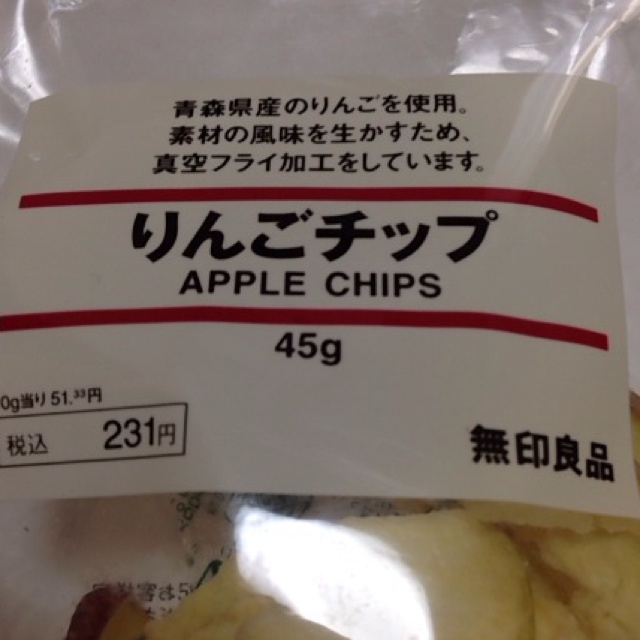 青森県産のりんごを使用。
素材の風味を生かすため、
真空フライ加工をしています。
りんごチップ
APPLE CHIPS
45g
0g当り 51.33円
税込 231円
無印良品